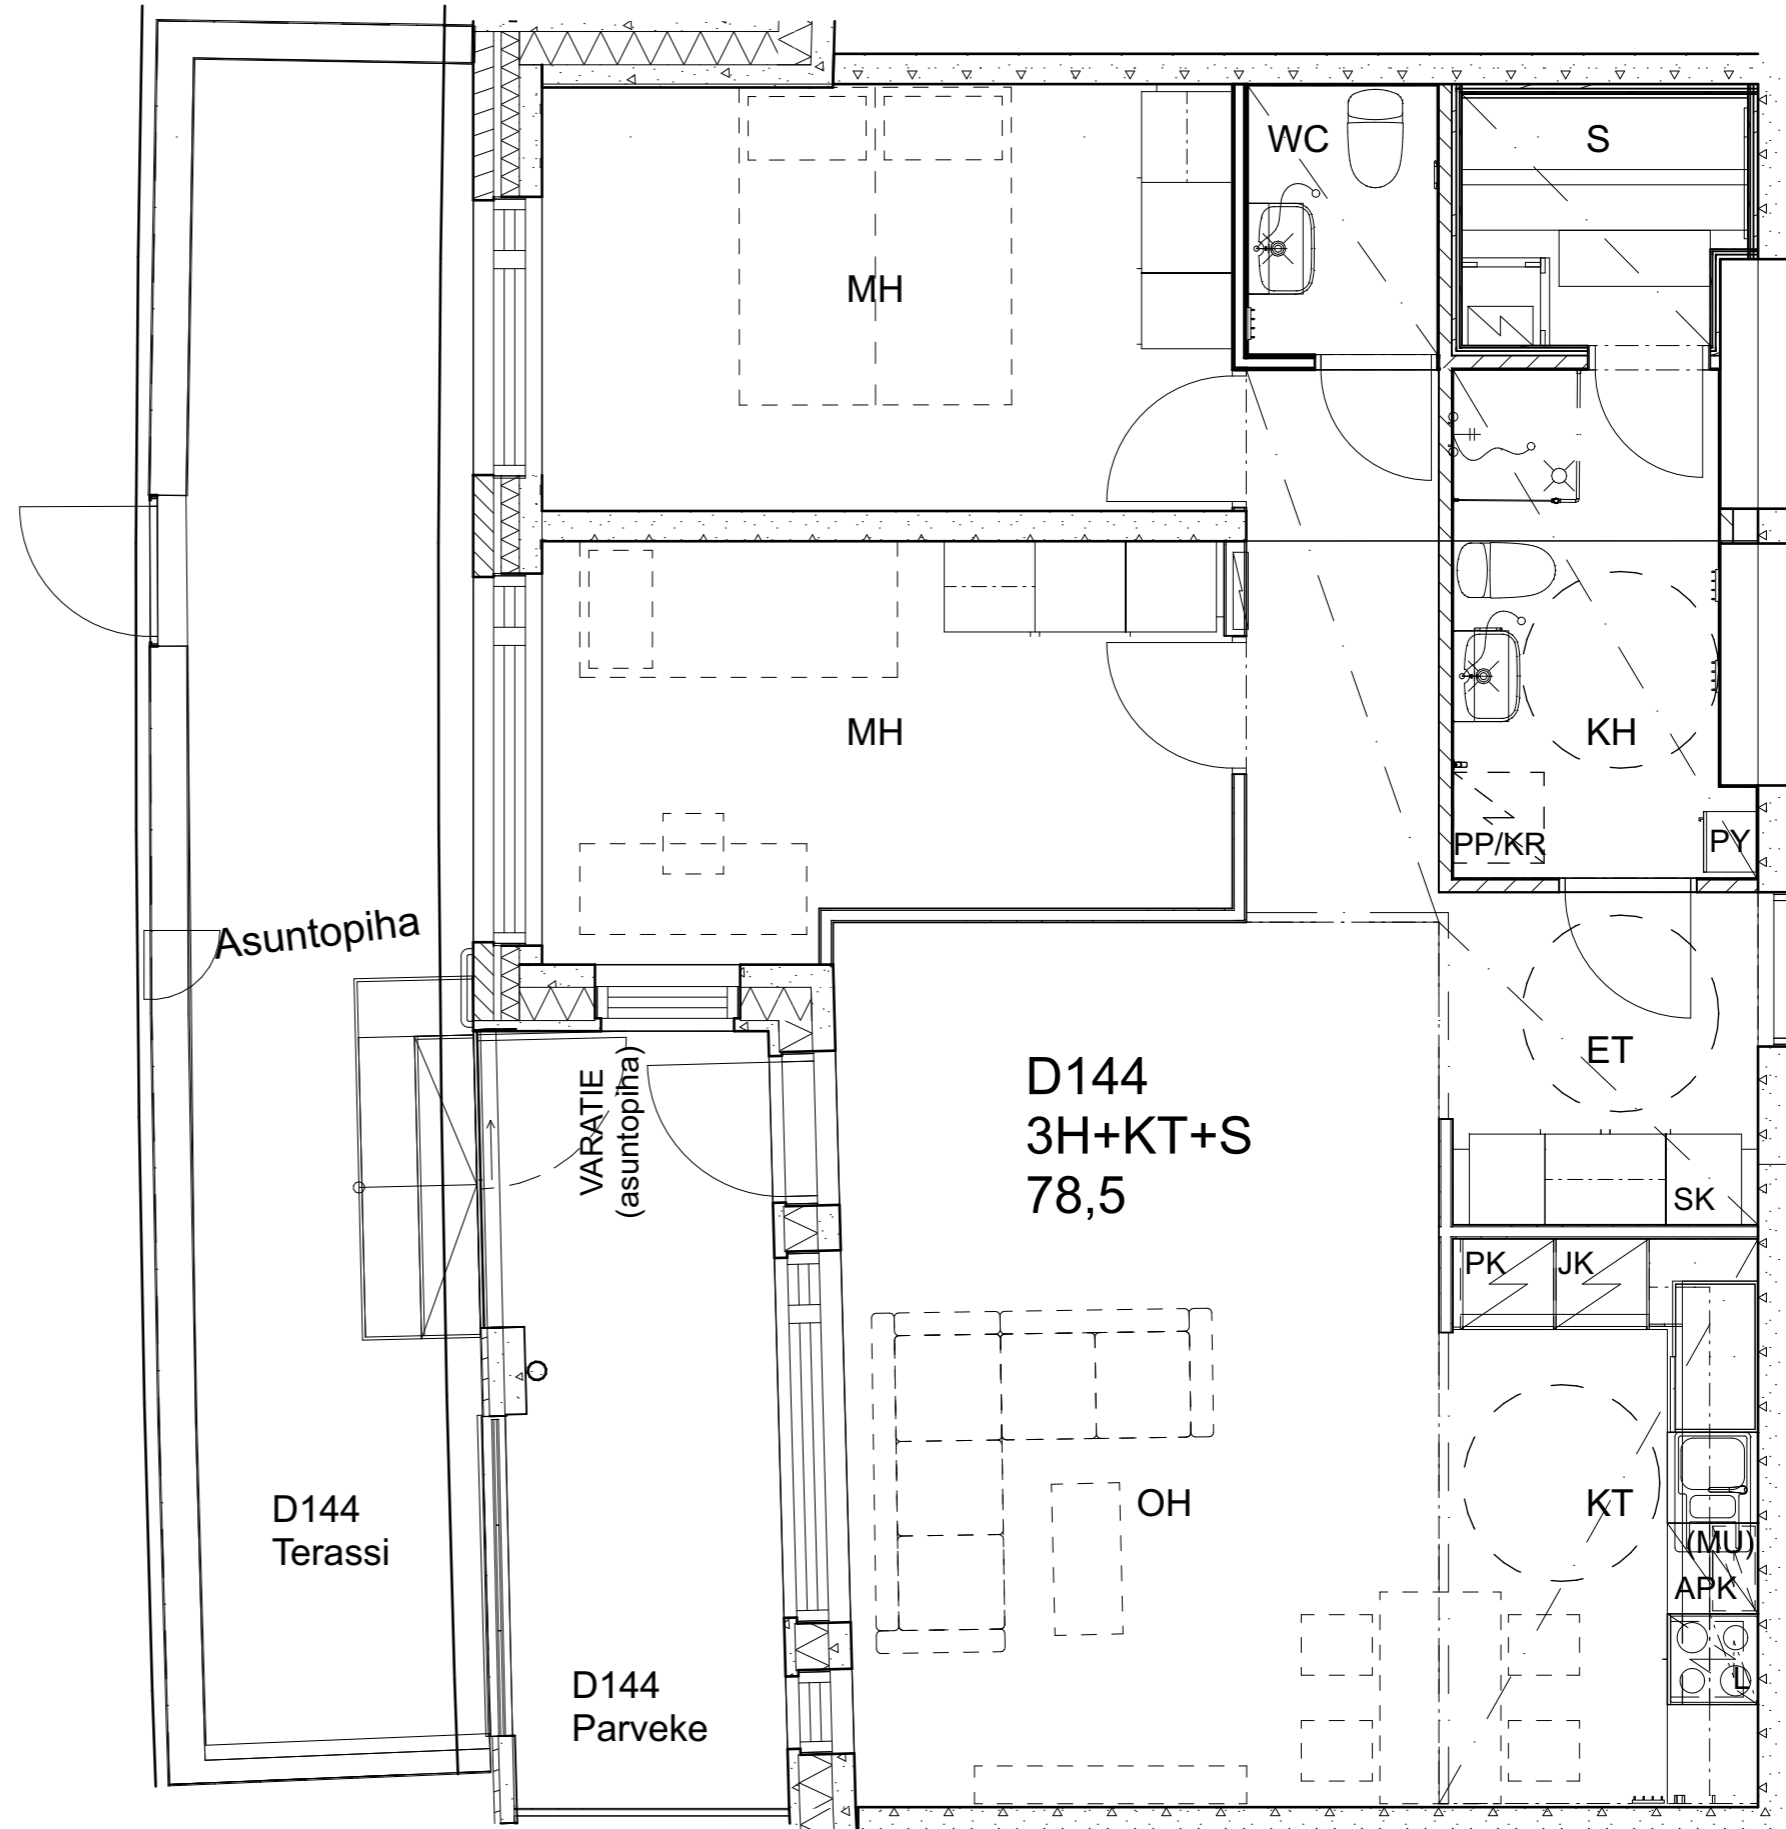 WC
S
MH
MH
KH
PP/KR
PY
Asuntopiha
ET
VARATIE
(asuntopiha)
D144
3H+KT+S
78,5
SK
PK
JK
OH
KT
(MU)
APK
L
D144
Terassi
D144
Parveke